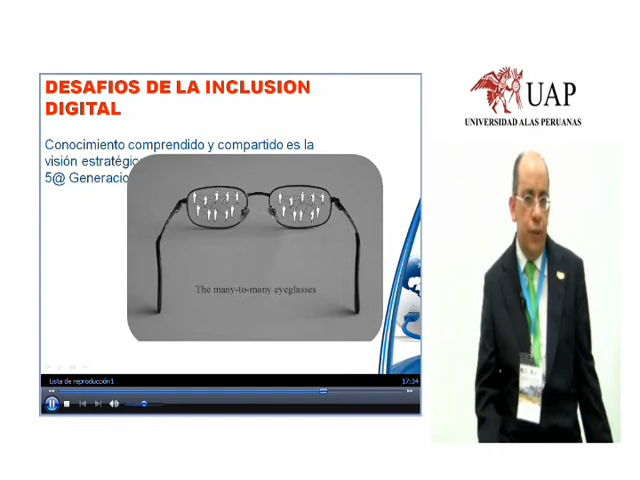 DESAFIOS DE LA INCLUSION
DIGITAL
Conocimiento comprendido y compartido es la
visión estratégic
5@ Generacio
The many-to-many eyeglasses
Lista de reproducción1
17:34
UAP
UNIVERSIDAD ALAS PERUANAS